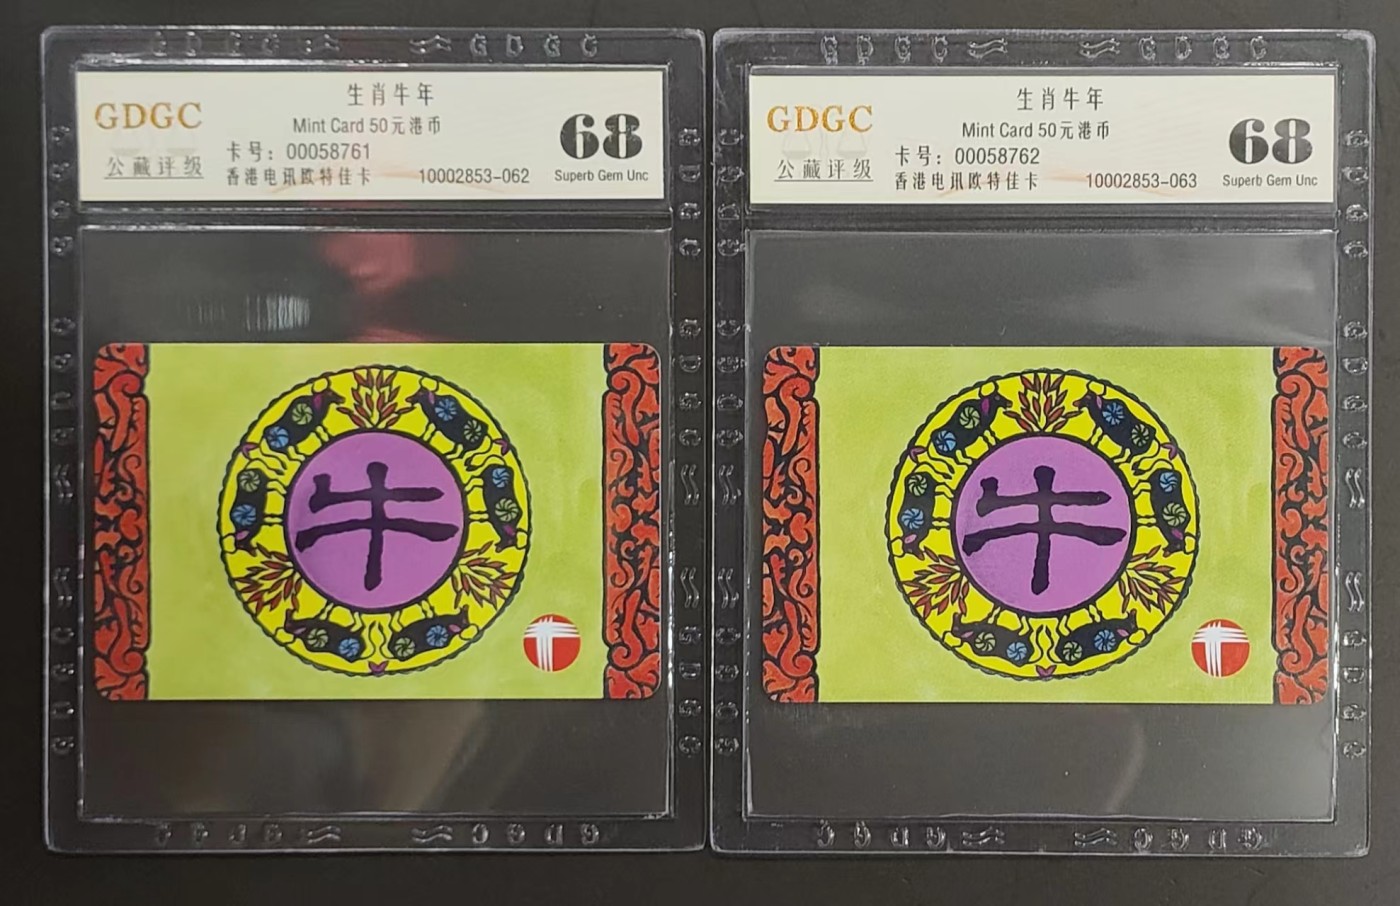 GDGC
公藏评级
生肖牛年
Mint Card 50元港币
卡号：00058761
香港电讯欧特佳卡
10002853-062
68
Superb Gem Unc
牛
GDGC
公藏评级
生肖牛年
Mint Card 50元港币
卡号：00058762
香港电讯欧特佳卡
10002853-063
68
Superb Gem Unc
牛